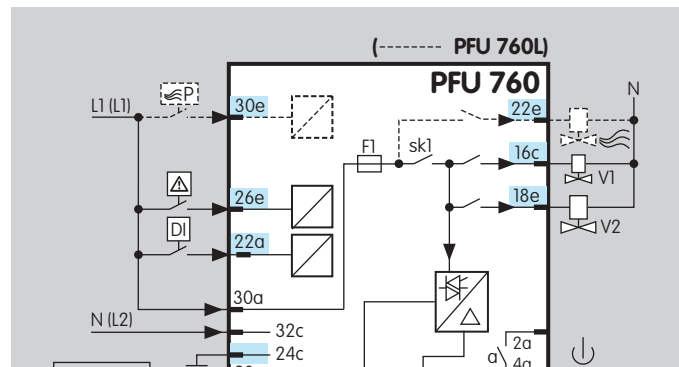 (------- PFU 760L)
PFU 760
N
L1 (L1)
P
30e
22e
F1
sk1
16c
V1
26e
18e
DI
22a
V2
30a
N (L2)
32c
24c
2a
a
4a